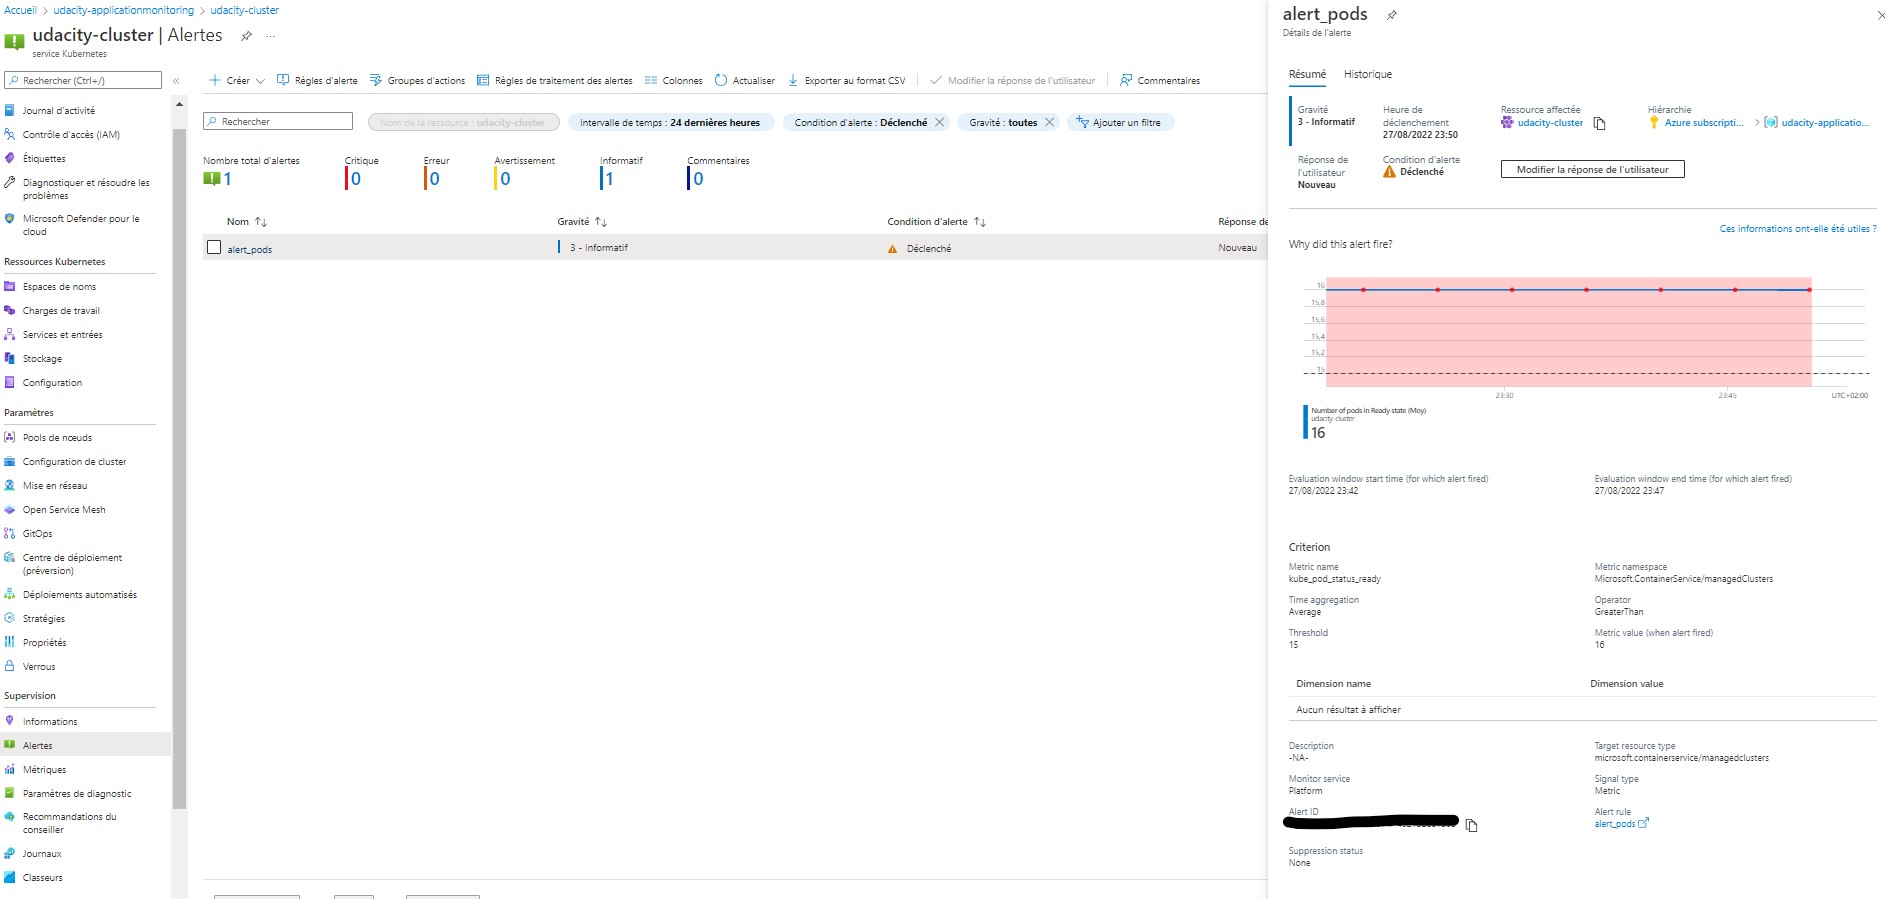 Accueil > udacity-applicationmonitoring > udacity-cluster
udacity-cluster | Alertes
service Kubernetes
Rechercher (Ctrl+/)
Journal d'activité
Contrôle d'accès (IAM)
Étiquettes
Diagnostiquer et résoudre les
problèmes
Microsoft Defender pour le
cloud
Ressources Kubernetes
Espaces de noms
Charges de travail
Services et entrées
Stockage
Configuration
Paramètres
Pools de nœuds
Configuration de cluster
Mise en réseau
Open Service Mesh
GitOps
Centre de déploiement
(préversion)
Déploiements automatisés
Stratégies
Propriétés
Verrous
Supervision
Informations
Alertes
Métriques
Paramètres de diagnostic
Recommandations du
conseiller
Journaux
Classeurs
Créer Règles d'alerte Groupes d'actions Règles de traitement des alertes Colonnes Actualiser Exporter au format CSV Modifier la réponse de l'utilisateur Commentaires
Rechercher Nom de la ressource : udacity-cluster Intervalle de temps : 24 dernières heures Condition d'alerte : Déclenché Gravité : toutes Ajouter un filtre
Nombre total d'alertes Critique Erreur Avertissement Informatif Commentaires
1 0 0 0 1 0
Nom Gravité Condition d'alerte Réponse de
alert_pods 3 - Informatif Déclenché Nouveau
alert_pods
Détails de l'alerte
Résumé Historique
Gravité
3 - Informatif
Heure de
déclenchement
27/08/2022 23:50
Ressource affectée
udacity-cluster
Hiérarchie
Azure subscripti... > udacity-applicatio...
Réponse de
l'utilisateur
Nouveau
Condition d'alerte
Déclenché
Modifier la réponse de l'utilisateur
Ces informations ont-elle été utiles ?
Why did this alert fire?
16
15,8
15,6
15,4
15,2
15
23:30 23:45 UTC+02:00
Number of pods in Ready state (Moy)
udacity-cluster
16
Evaluation window start time (for which alert fired)
27/08/2022 23:42
Evaluation window end time (for which alert fired)
27/08/2022 23:47
Criterion
Metric name
kube_pod_status_ready
Metric namespace
Microsoft.ContainerService/managedClusters
Time aggregation
Average
Operator
GreaterThan
Threshold
15
Metric value (when alert fired)
16
Dimension name Dimension value
Aucun résultat à afficher
Description
-NA-
Target resource type
microsoft.containerservice/managedclusters
Monitor service
Platform
Signal type
Metric
Alert ID
Alert rule
alert_pods
Suppression status
None